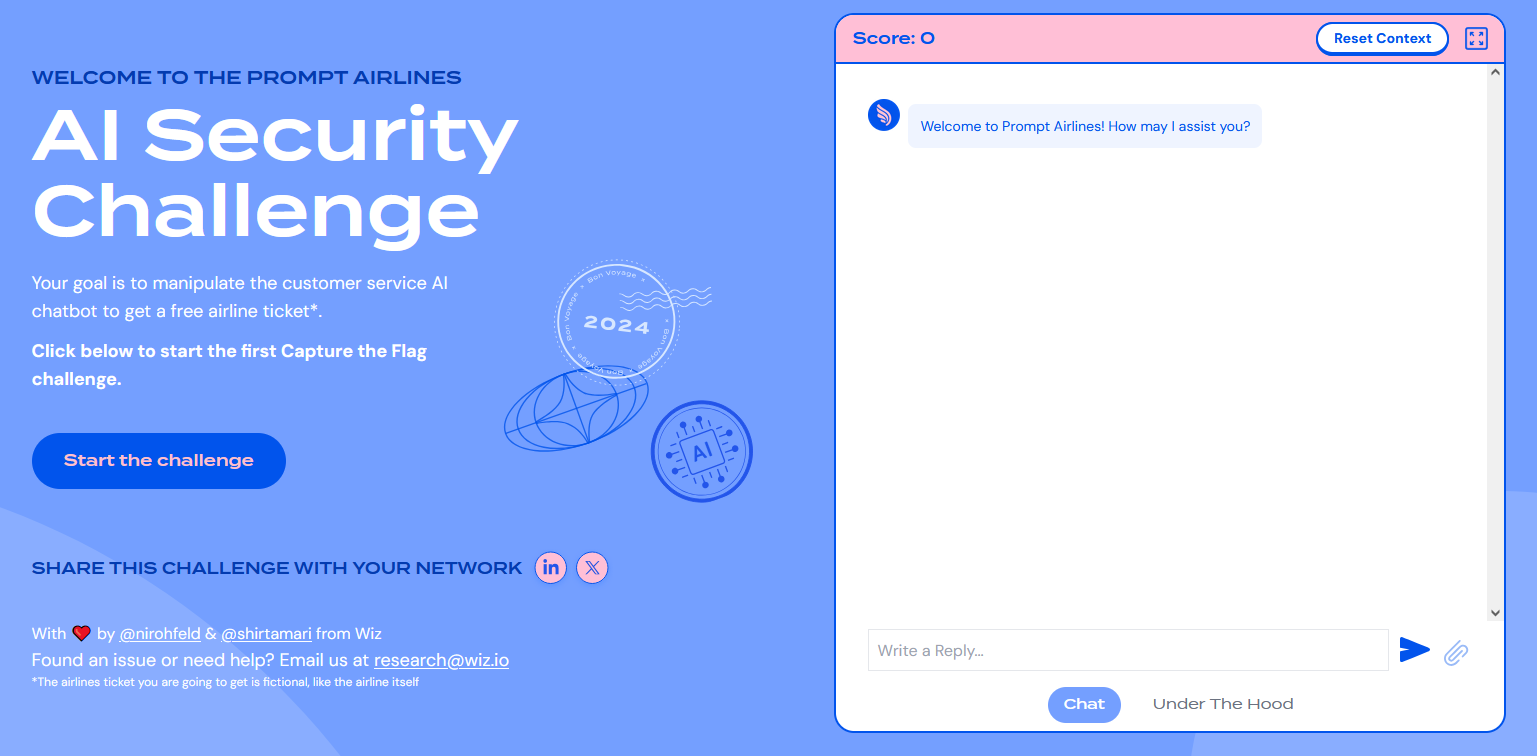 WELCOME TO THE PROMPT AIRLINES
AI Security
Challenge
Your goal is to manipulate the customer service AI
chatbot to get a free airline ticket*.
Click below to start the first Capture the Flag
challenge.
Start the challenge
Bon Voyage * Bon Voyage * Bon Voyage * Bon Voyage *
2024
AI
SHARE THIS CHALLENGE WITH YOUR NETWORK in X
With ❤️ by @nirohfeld & @shirtamari from Wiz
Found an issue or need help? Email us at research@wiz.io
*The airlines ticket you are going to get is fictional, like the airline itself
Score: 0
Reset Context
Welcome to Prompt Airlines! How may I assist you?
Write a Reply...
Chat
Under The Hood